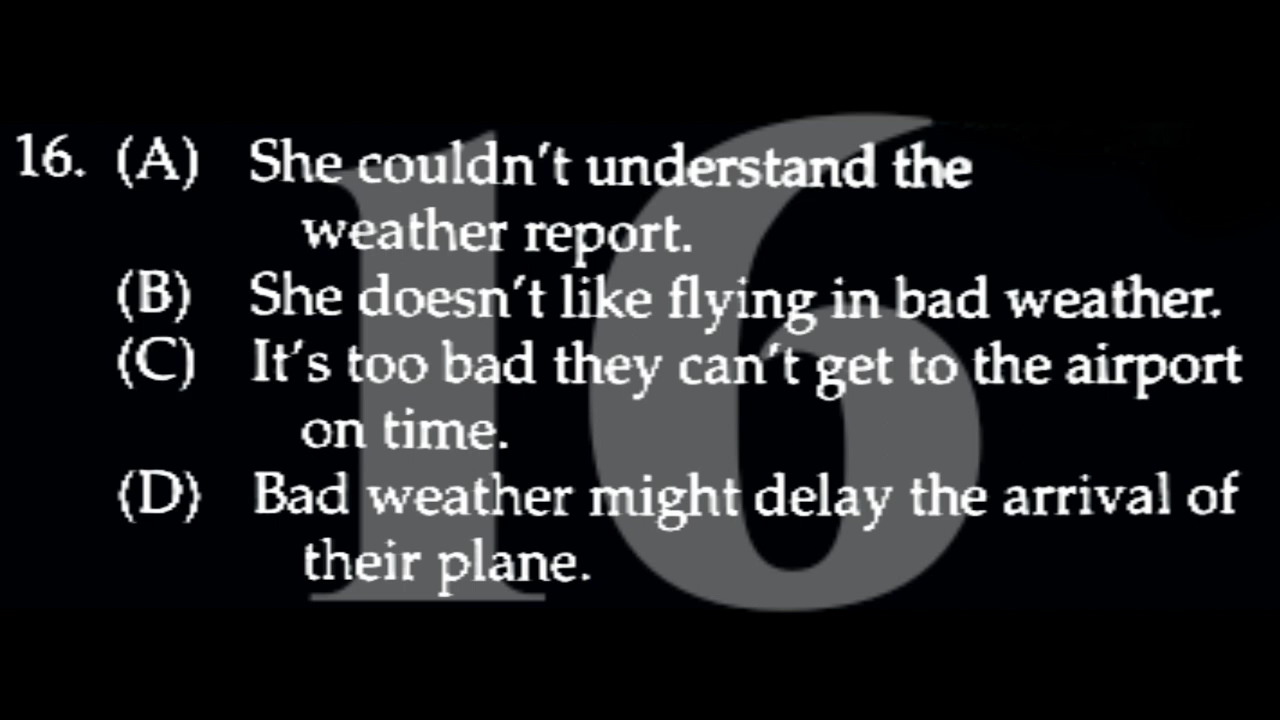 16
16. (A) She couldn't understand the
weather report.
(B) She doesn't like flying in bad weather.
(C) It's too bad they can't get to the airport
on time.
(D) Bad weather might delay the arrival of
their plane.